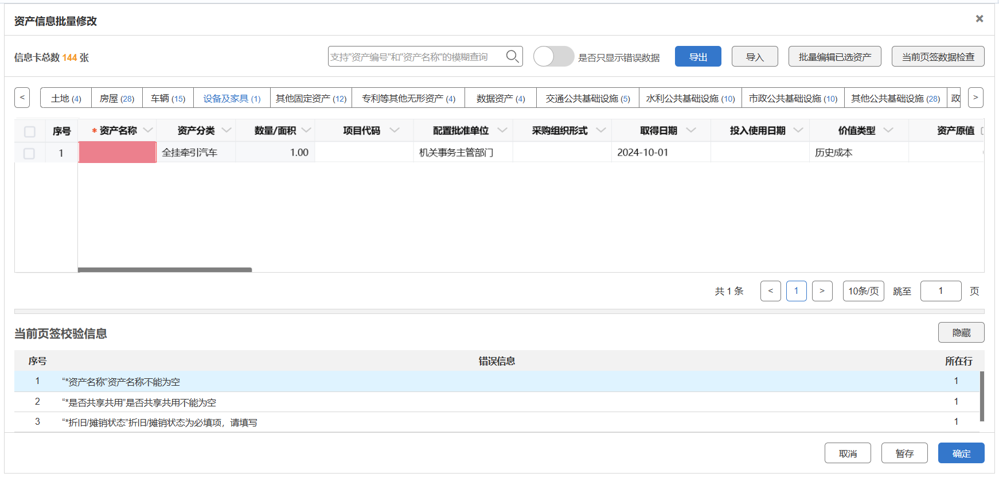 资产信息批量修改
信息卡总数 144 张
支持"资产编号"和"资产名称"的模糊查询
是否只显示错误数据
导出
导入
批量编辑已选资产
当前页签数据检查
< 土地 (4) 房屋 (28) 车辆 (15) 设备及家具 (1) 其他固定资产 (12) 专利等其他无形资产 (4) 数据资产 (4) 交通公共基础设施 (5) 水利公共基础设施 (10) 市政公共基础设施 (10) 其他公共基础设施 (28) 政 >
序号 * 资产名称 资产分类 数量/面积 项目代码 配置批准单位 采购组织形式 取得日期 投入使用日期 价值类型 资产原值
1 全挂牵引汽车 1.00 机关事务主管部门 2024-10-01 历史成本
共 1 条 < 1 > 10条/页 跳至 1 页
当前页签校验信息
隐藏
序号 错误信息 所在行
1 “*资产名称”资产名称不能为空 1
2 “*是否共享共用”是否共享共用不能为空 1
3 “*折旧/摊销状态”折旧/摊销状态为必填项，请填写 1
取消 暂存 确定